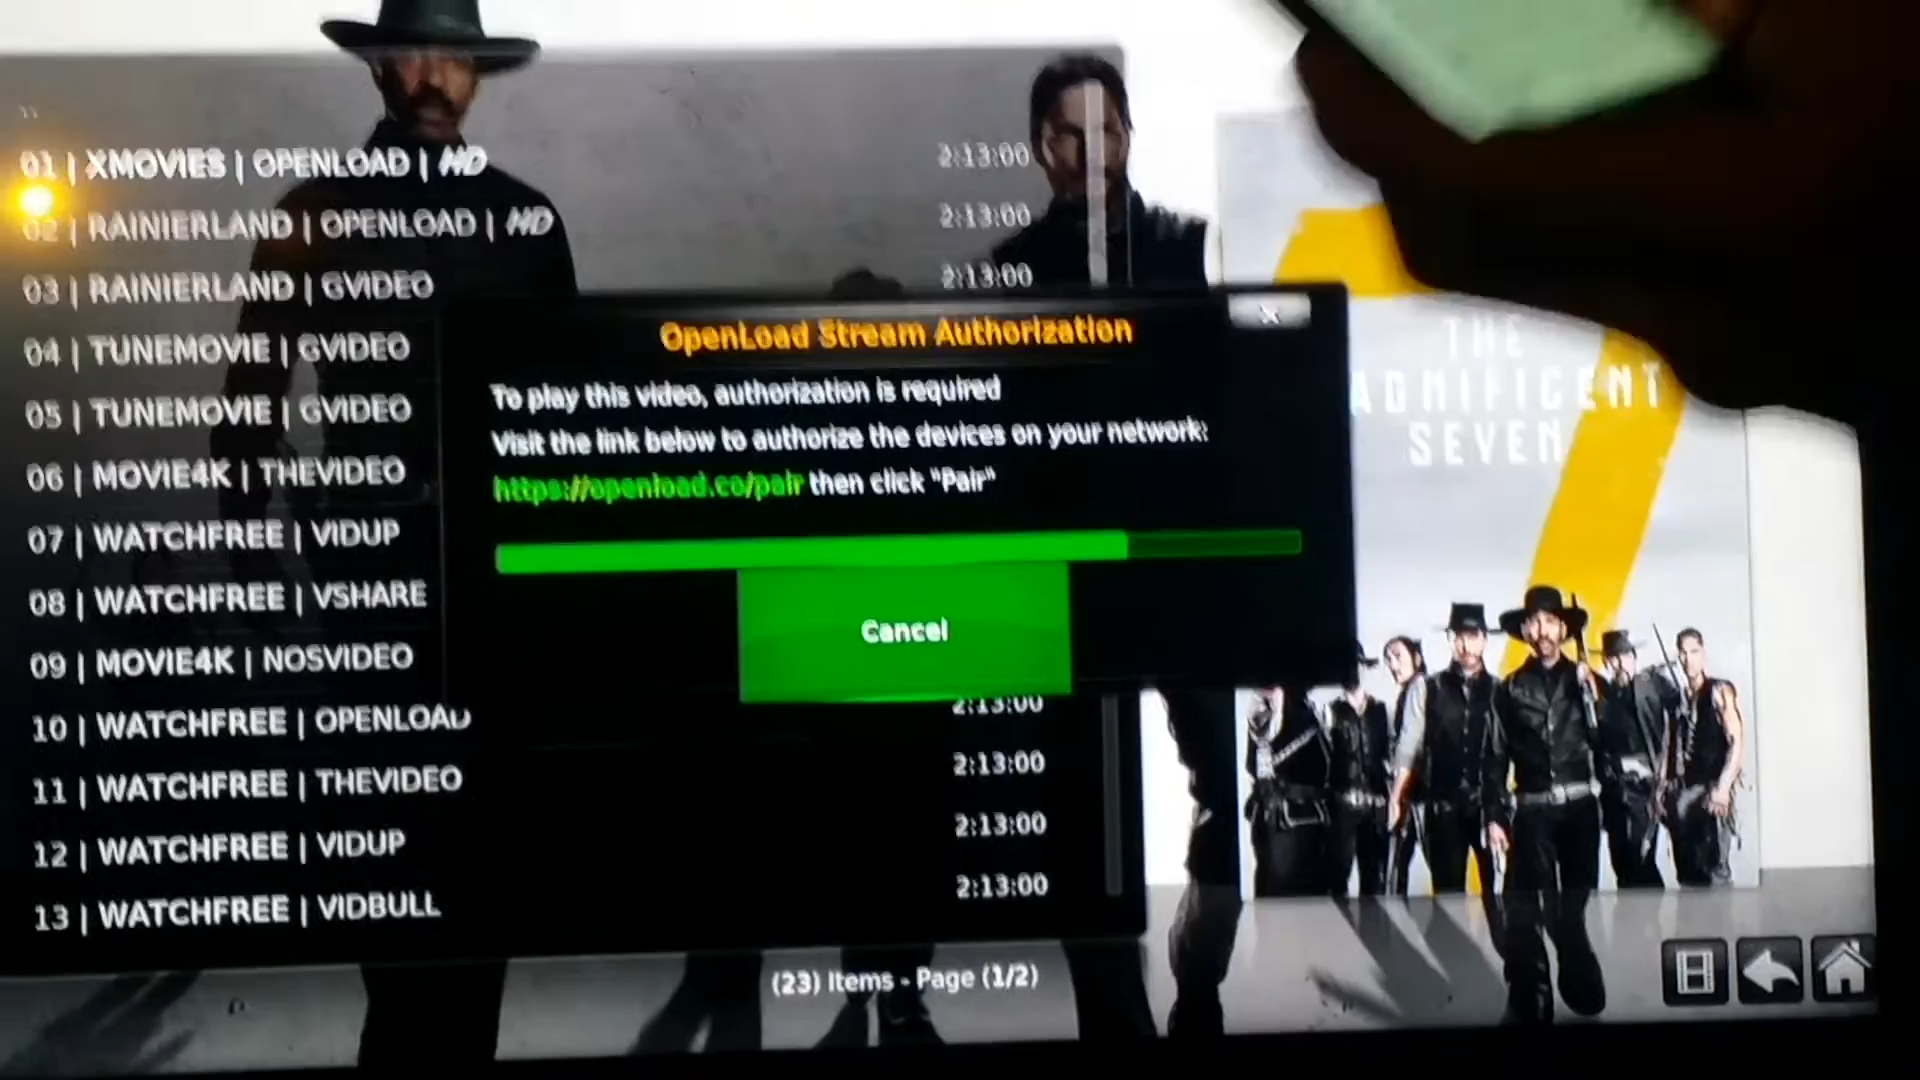 01 | XMOVIES | OPENLOAD | HD 2:13:00
02 | RAINIERLAND | OPENLOAD | HD 2:13:00
03 | RAINIERLAND | GVIDEO 2:13:00
04 | TUNEMOVIE | GVIDEO
05 | TUNEMOVIE | GVIDEO
06 | MOVIE4K | THEVIDEO
07 | WATCHFREE | VIDUP
08 | WATCHFREE | VSHARE
09 | MOVIE4K | NOSVIDEO
10 | WATCHFREE | OPENLOAD 2:13:00
11 | WATCHFREE | THEVIDEO 2:13:00
12 | WATCHFREE | VIDUP 2:13:00
13 | WATCHFREE | VIDBULL 2:13:00
OpenLoad Stream Authorization
To play this video, authorization is required
Visit the link below to authorize the devices on your network:
https://openload.co/pair then click "Pair"
Cancel
(23) Items - Page (1/2)
THE
AGNIFICENT
SEVEN